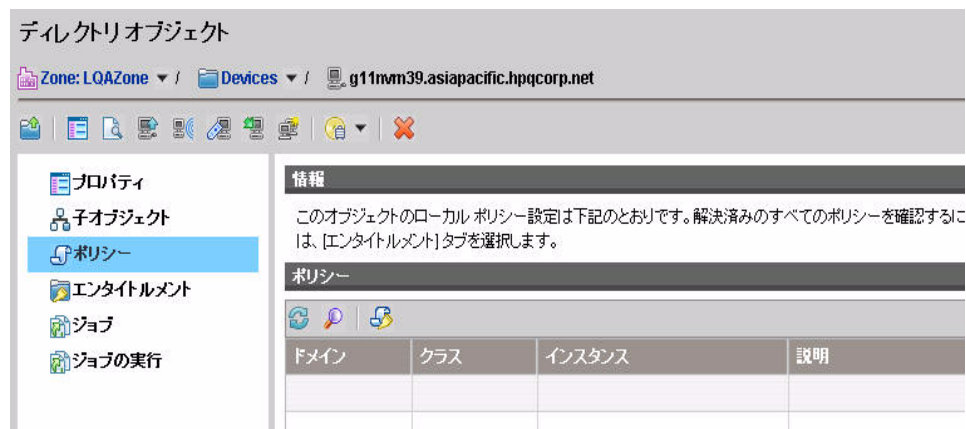 ディレクトリ オブジェクト
Zone: LQAZone / Devices / g11nvm39.asiapacific.hpqcorp.net
プロパティ
子オブジェクト
ポリシー
エンタイトルメント
ジョブ
ジョブの実行
情報
このオブジェクトのローカル ポリシー設定は下記のとおりです。解決済みのすべてのポリシーを確認するに
は、[エンタイトルメント] タブを選択します。
ポリシー
ドメイン クラス インスタンス 説明